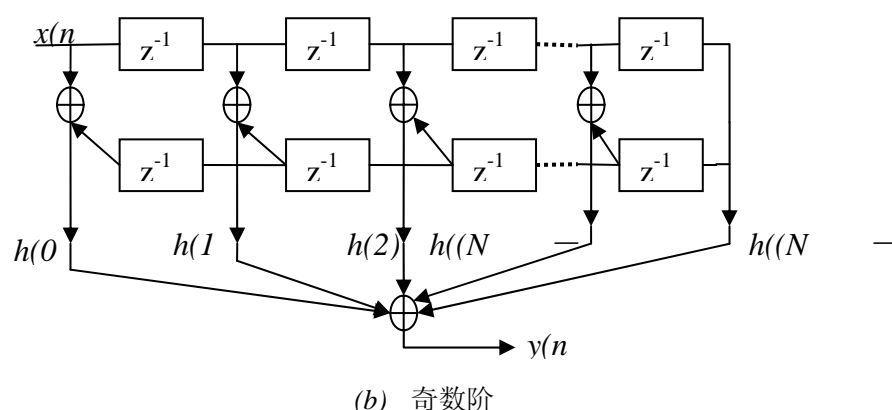 x(n
z-1 z-1 z-1 z-1
z-1 z-1 z-1 z-1
h(0 h(1 h(2) h((N — h((N —
y(n
(b) 奇数阶